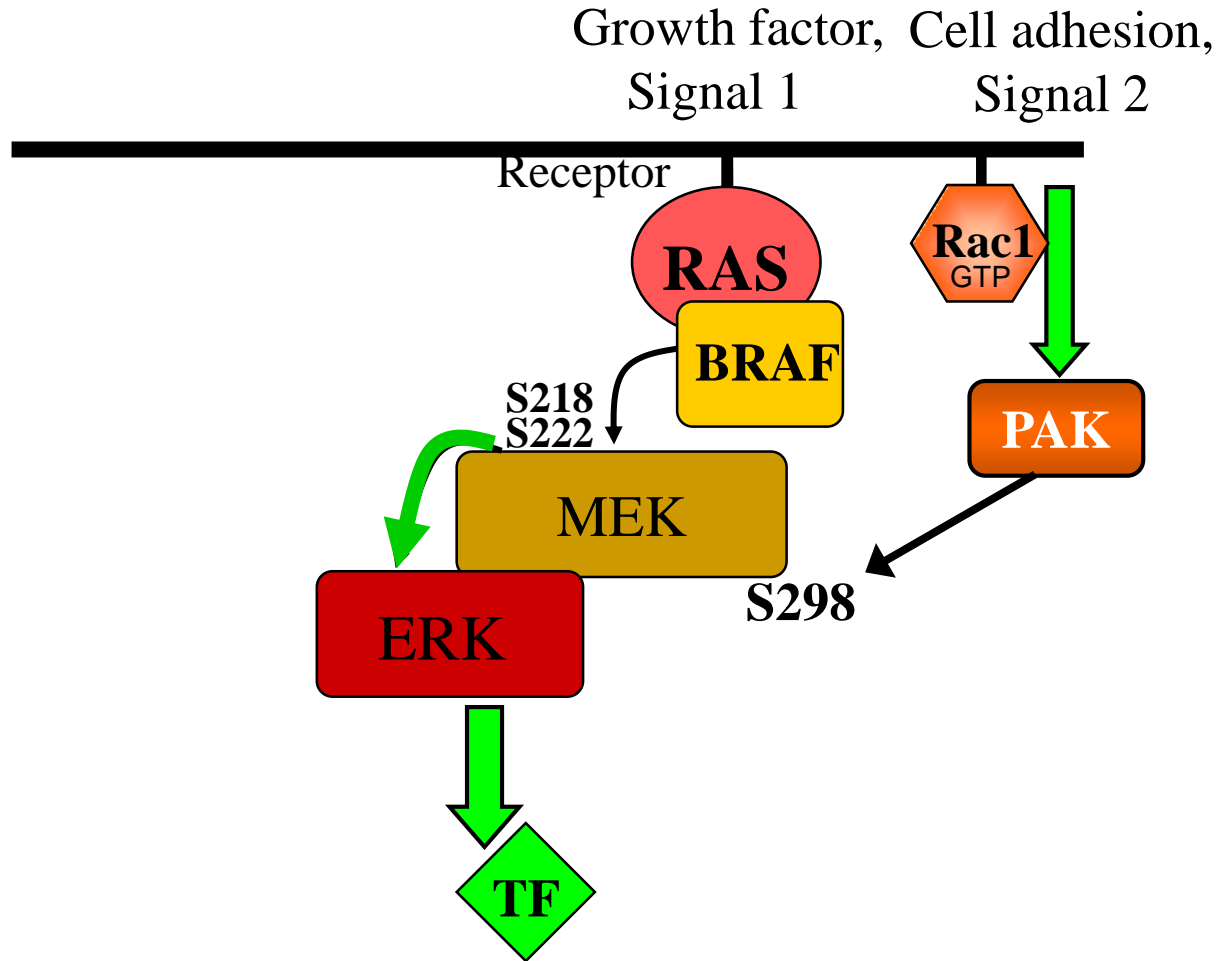 Growth factor,
Signal 1
Cell adhesion,
Signal 2
Receptor
RAS
Rac1
GTP
BRAF
S218
S222
PAK
MEK
S298
ERK
TF